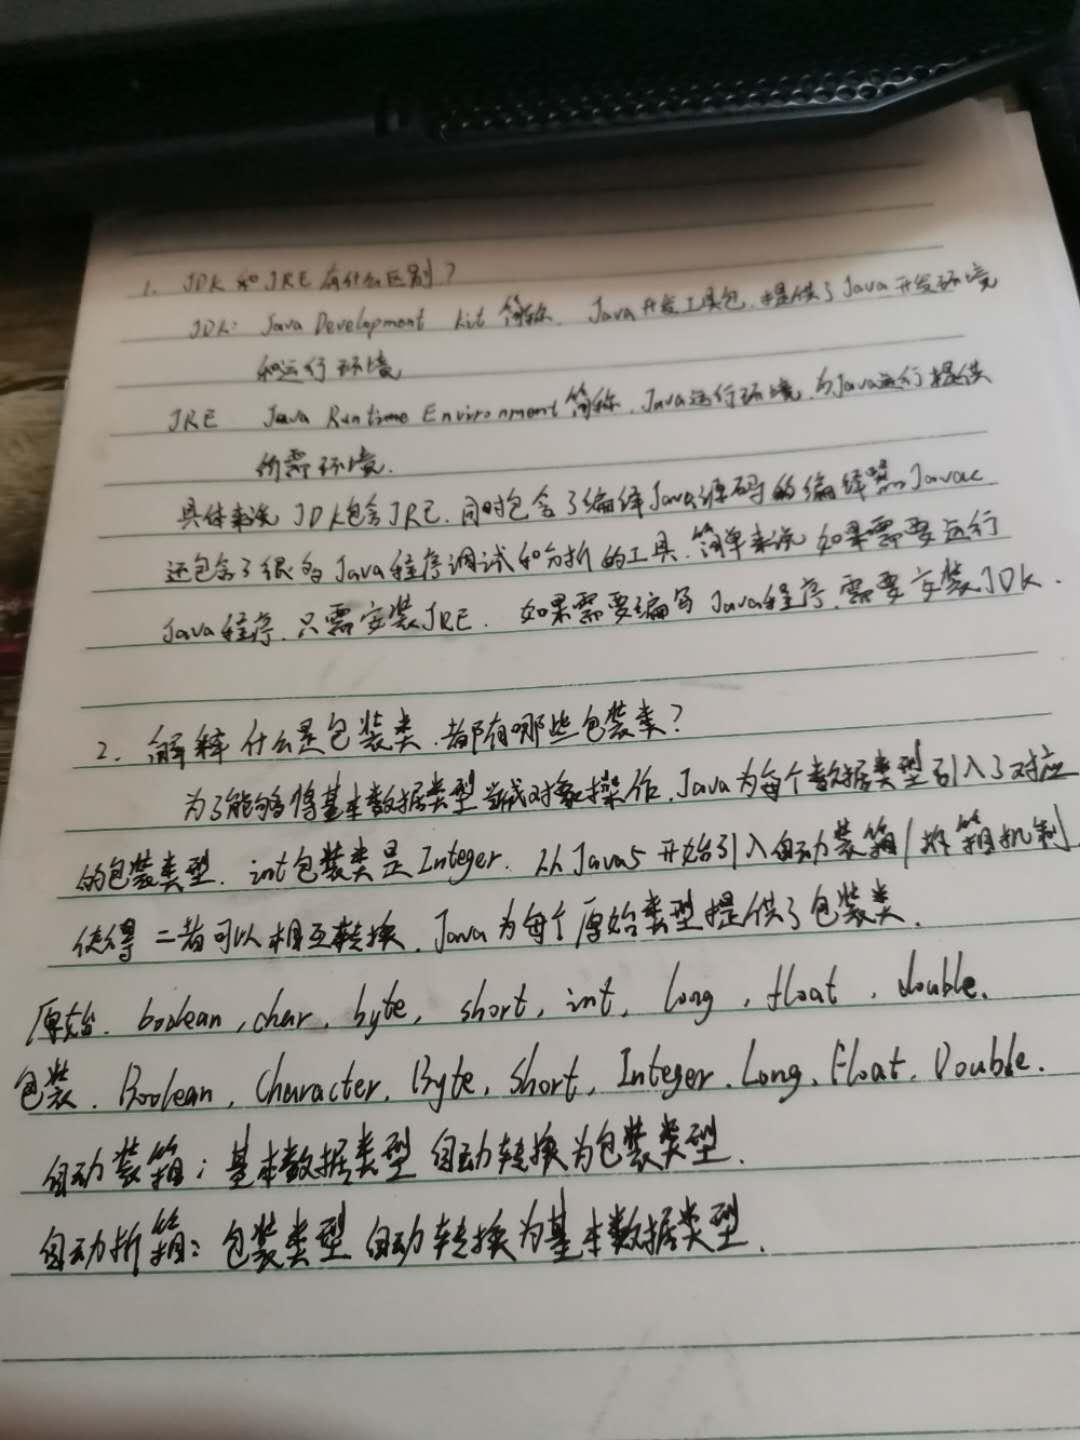 1. JDK 和 JRE 有什么区别？
JDK: Java Development Kit 简称. Java 开发工具包. 提供了 Java 开发环境
和运行环境
JRE Java Runtime Environment 简称. Java运行环境, 为Java运行提供
所需环境.
具体来说 JDK包含JRE. 同时包含了编译Java源码的编译器Javac
还包含了很多Java程序调试和分析的工具. 简单来说 如果需要运行
Java程序. 只需安装JRE. 如果需要编写 Java程序. 需要安装JDK.
2. 解释什么是包装类. 都有哪些包装类?
为了能够将基本数据类型当成对象操作. Java为每个数据类型引入了对应
的包装类型. int包装类是Integer. 从Java5开始引入自动装箱/拆箱机制
使得二者可以相互转换. Java为每个原始类型提供了包装类.
原始. boolean, char, byte, short, int, long, float, double.
包装. Boolean, Character, Byte, Short, Integer, Long, Float, Double.
自动装箱: 基本数据类型 自动转换为包装类型.
自动折箱: 包装类型 自动转换为基本数据类型.